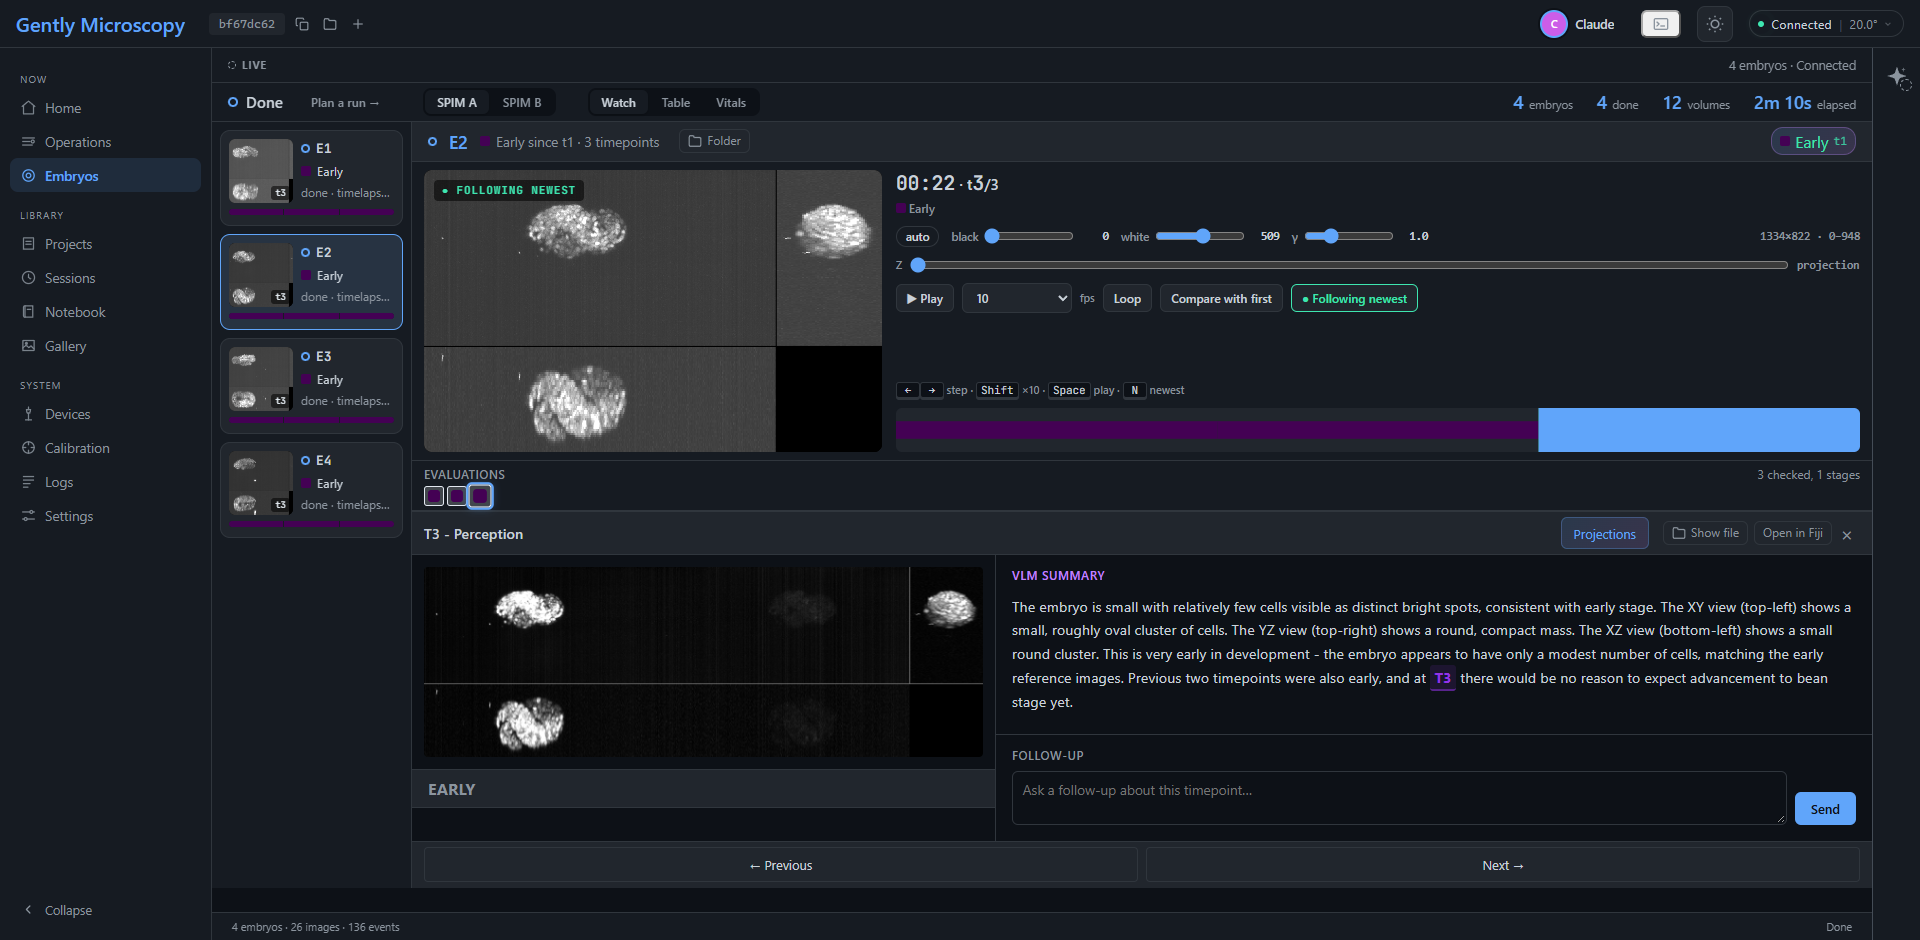 Gently Microscopy
bf67dc62
C Claude
Connected | 20.0°
NOW
Home
Operations
Embryos
LIBRARY
Projects
Sessions
Notebook
Gallery
SYSTEM
Devices
Calibration
Logs
Settings
Collapse
LIVE
4 embryos · Connected
Done
Plan a run →
SPIM A SPIM B
Watch Table Vitals
4 embryos 4 done 12 volumes 2m 10s elapsed
E1
Early
t3 done · timelaps...
E2
Early
t3 done · timelaps...
E3
Early
t3 done · timelaps...
E4
Early
t3 done · timelaps...
E2 Early since t1 · 3 timepoints Folder
Early t1
● FOLLOWING NEWEST
00:22 · t3/3
Early
auto black 0 white 509 γ 1.0 1334×822 · 0–948
Z projection
▶ Play 10 fps Loop Compare with first ● Following newest
← → step · Shift ×10 · Space play · N newest
EVALUATIONS
3 checked, 1 stages
T3 - Perception
Projections Show file Open in Fiji ×
EARLY
VLM SUMMARY
The embryo is small with relatively few cells visible as distinct bright spots, consistent with early stage. The XY view (top-left) shows a
small, roughly oval cluster of cells. The YZ view (top-right) shows a round, compact mass. The XZ view (bottom-left) shows a small
round cluster. This is very early in development - the embryo appears to have only a modest number of cells, matching the early
reference images. Previous two timepoints were also early, and at T3 there would be no reason to expect advancement to bean
stage yet.
FOLLOW-UP
Ask a follow-up about this timepoint...
Send
← Previous
Next →
4 embryos · 26 images · 136 events
Done